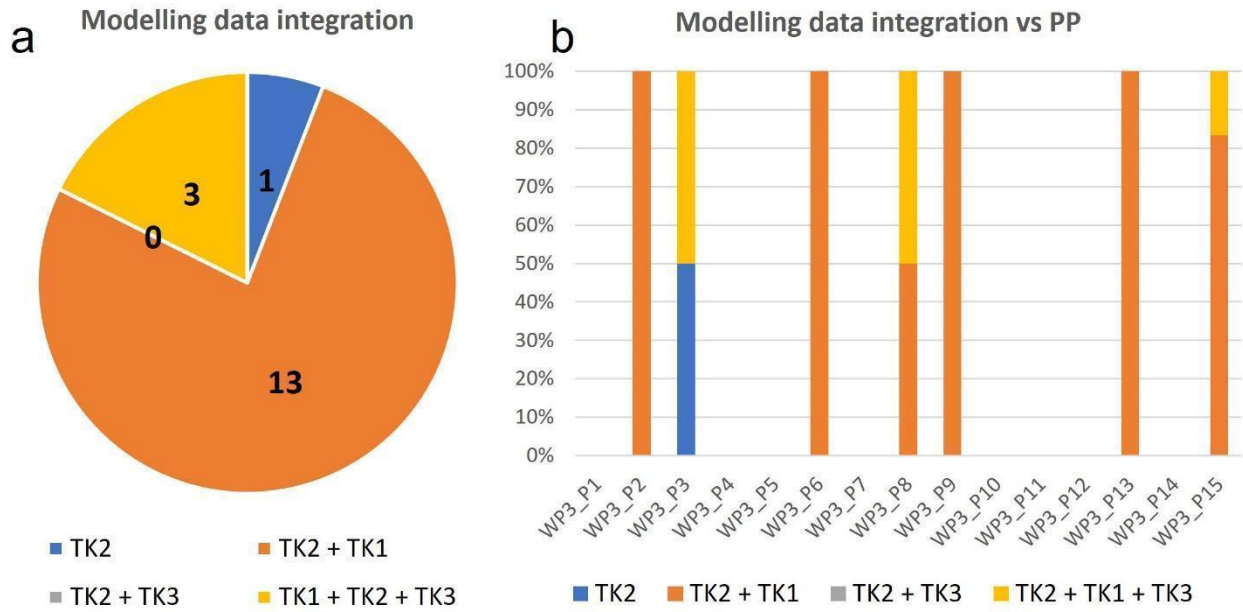 a
Modelling data integration
1
3
0
13
TK2
TK2 + TK1
TK2 + TK3
TK1 + TK2 + TK3
b
Modelling data integration vs PP
100%
90%
80%
70%
60%
50%
40%
30%
20%
10%
0%
WP3_P1
WP3_P2
WP3_P3
WP3_P4
WP3_P5
WP3_P6
WP3_P7
WP3_P8
WP3_P9
WP3_P10
WP3_P11
WP3_P12
WP3_P13
WP3_P14
WP3_P15
TK2
TK2 + TK1
TK2 + TK3
TK2 + TK1 + TK3